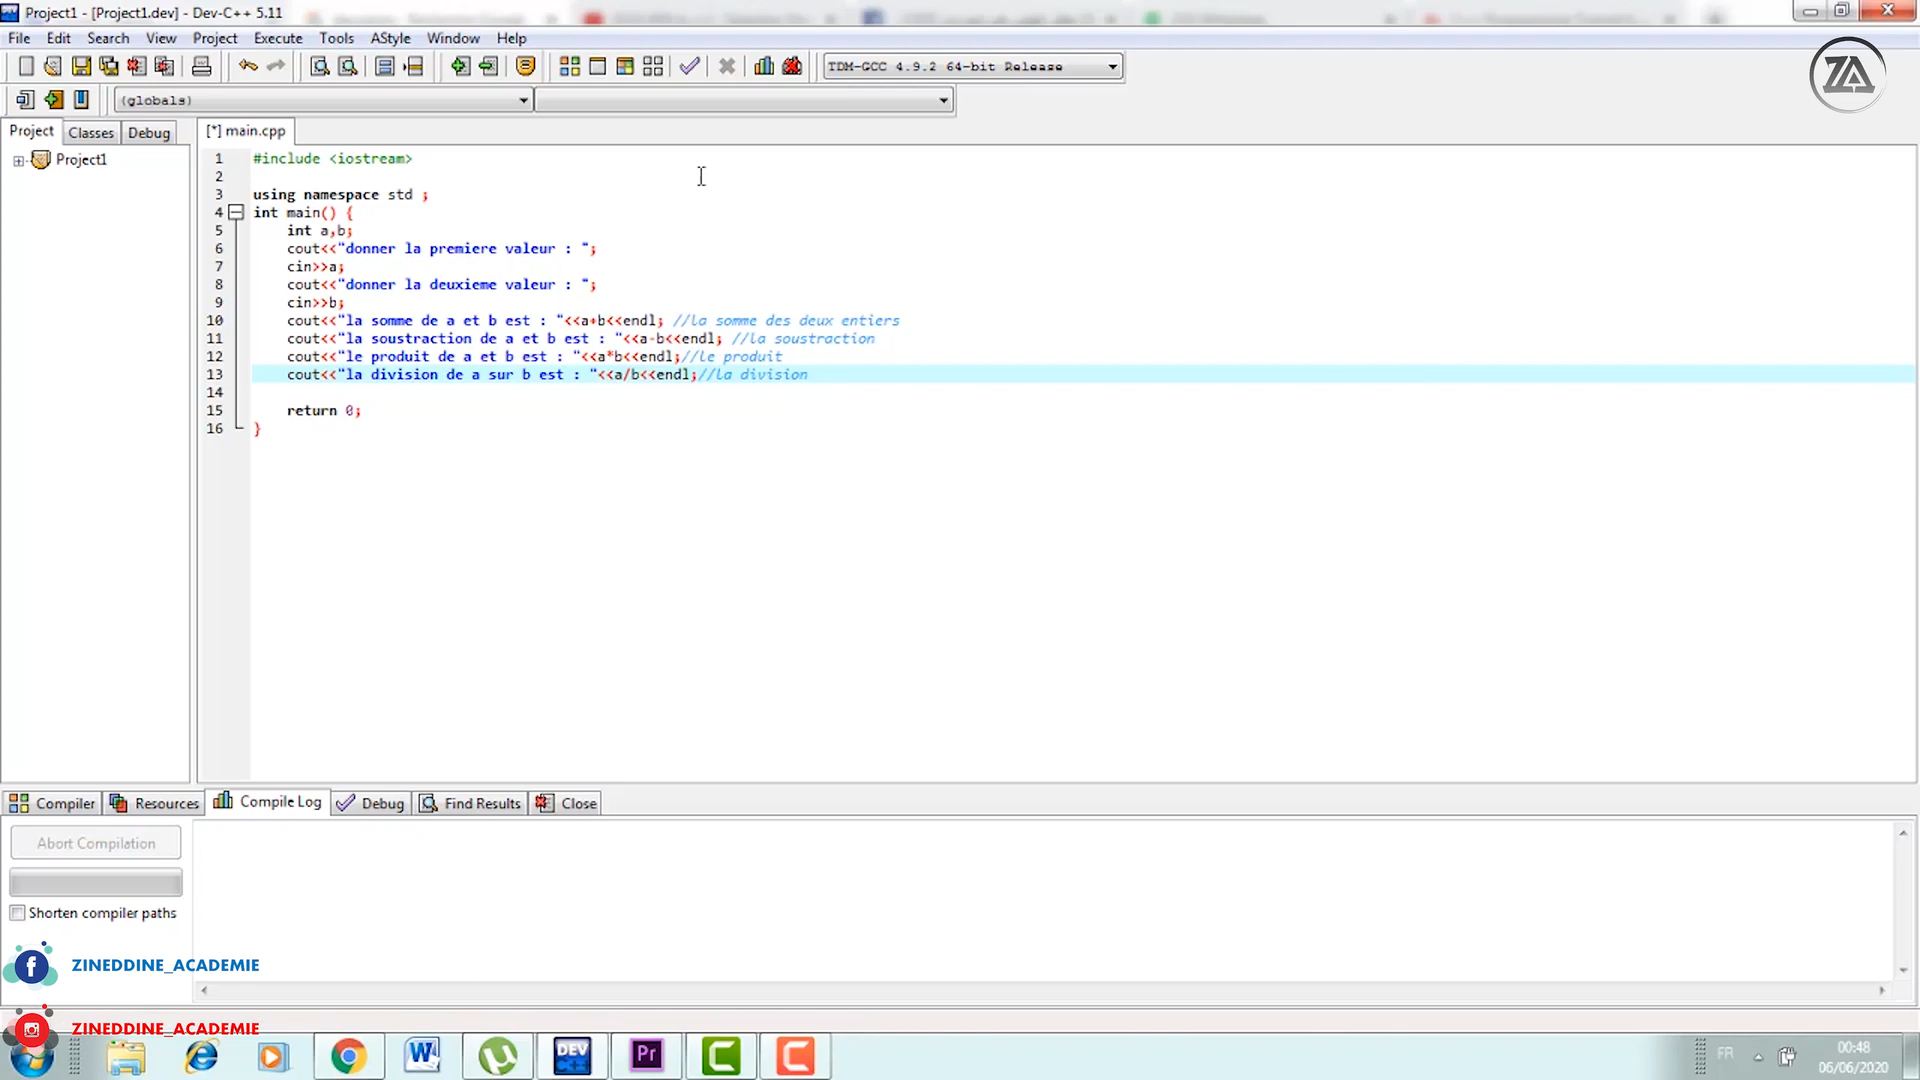 Project1 - [Project1.dev] - Dev-C++ 5.11
File Edit Search View Project Execute Tools AStyle Window Help
TDM-GCC 4.9.2 64-bit Release
ZA
(globals)
Project Classes Debug [*] main.cpp
Project1
1 #include <iostream>
2
3 using namespace std ;
4 int main() {
5 int a,b;
6 cout<<"donner la premiere valeur : ";
7 cin>>a;
8 cout<<"donner la deuxieme valeur : ";
9 cin>>b;
10 cout<<"la somme de a et b est : "<<a+b<<endl; //la somme des deux entiers
11 cout<<"la soustraction de a et b est : "<<a-b<<endl; //la soustraction
12 cout<<"le produit de a et b est : "<<a*b<<endl;//le produit
13 cout<<"la division de a sur b est : "<<a/b<<endl;//la division
14
15 return 0;
16 }
Compiler Resources Compile Log Debug Find Results Close
Abort Compilation
Shorten compiler paths
f ZINEDDINE_ACADEMIE
ZINEDDINE_ACADEMIE
W DEV Pr FR 00:48
06/06/2020